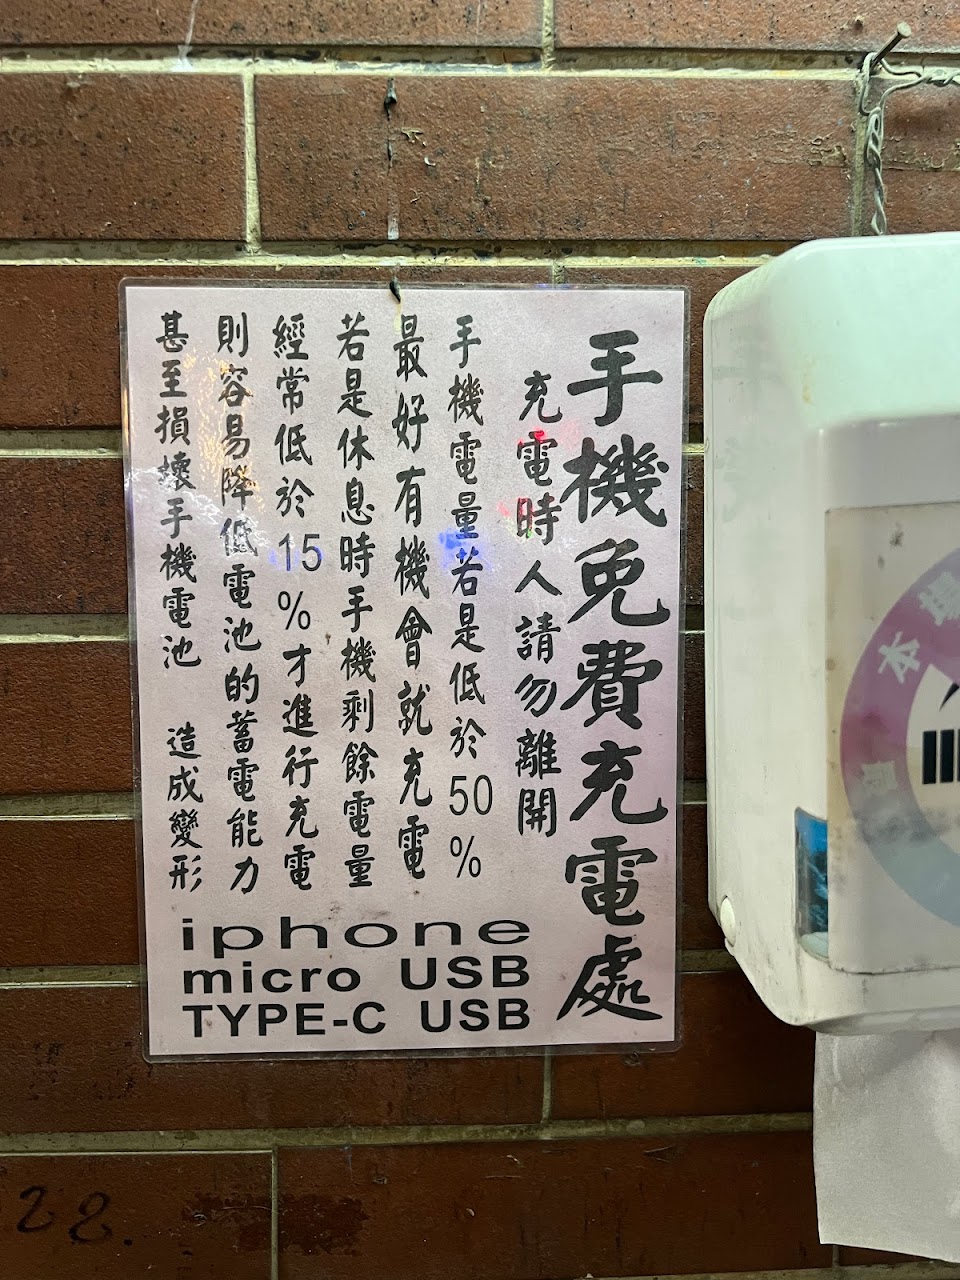 手機免費充電處
充電時人請勿離開
手機電量若是低於50%
最好有機會就充電
若是休息時手機剩餘電量
經常低於15%才進行充電
則容易降低電池的蓄電能力
甚至損壞手機電池 造成變形
iphone
micro USB
TYPE-C USB
本
28.